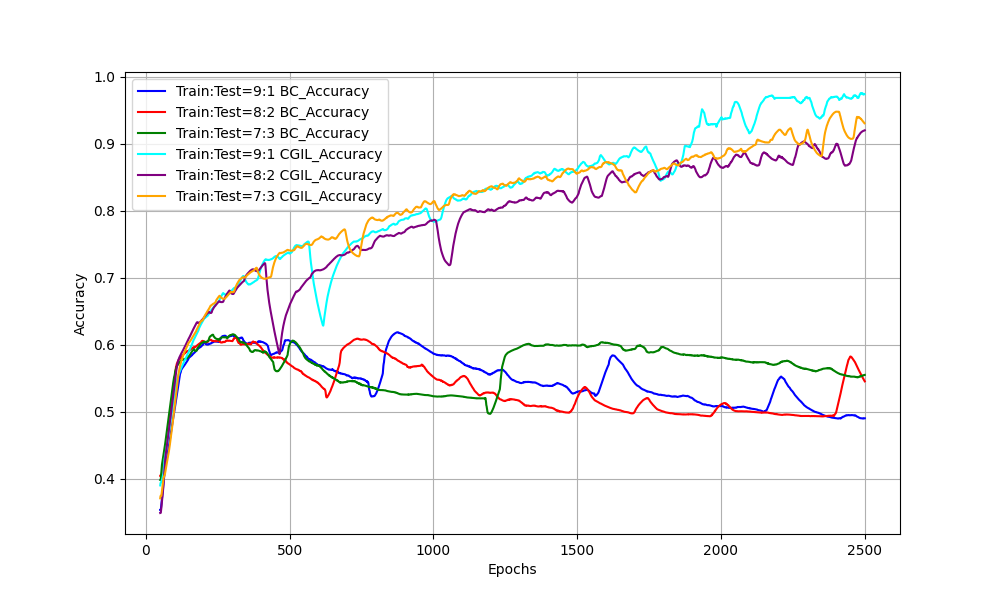 1.0
0.9
0.8
0.7
0.6
0.5
0.4
Accuracy
Train:Test=9:1 BC_Accuracy
Train:Test=8:2 BC_Accuracy
Train:Test=7:3 BC_Accuracy
Train:Test=9:1 CGIL_Accuracy
Train:Test=8:2 CGIL_Accuracy
Train:Test=7:3 CGIL_Accuracy
0 500 1000 1500 2000 2500
Epochs